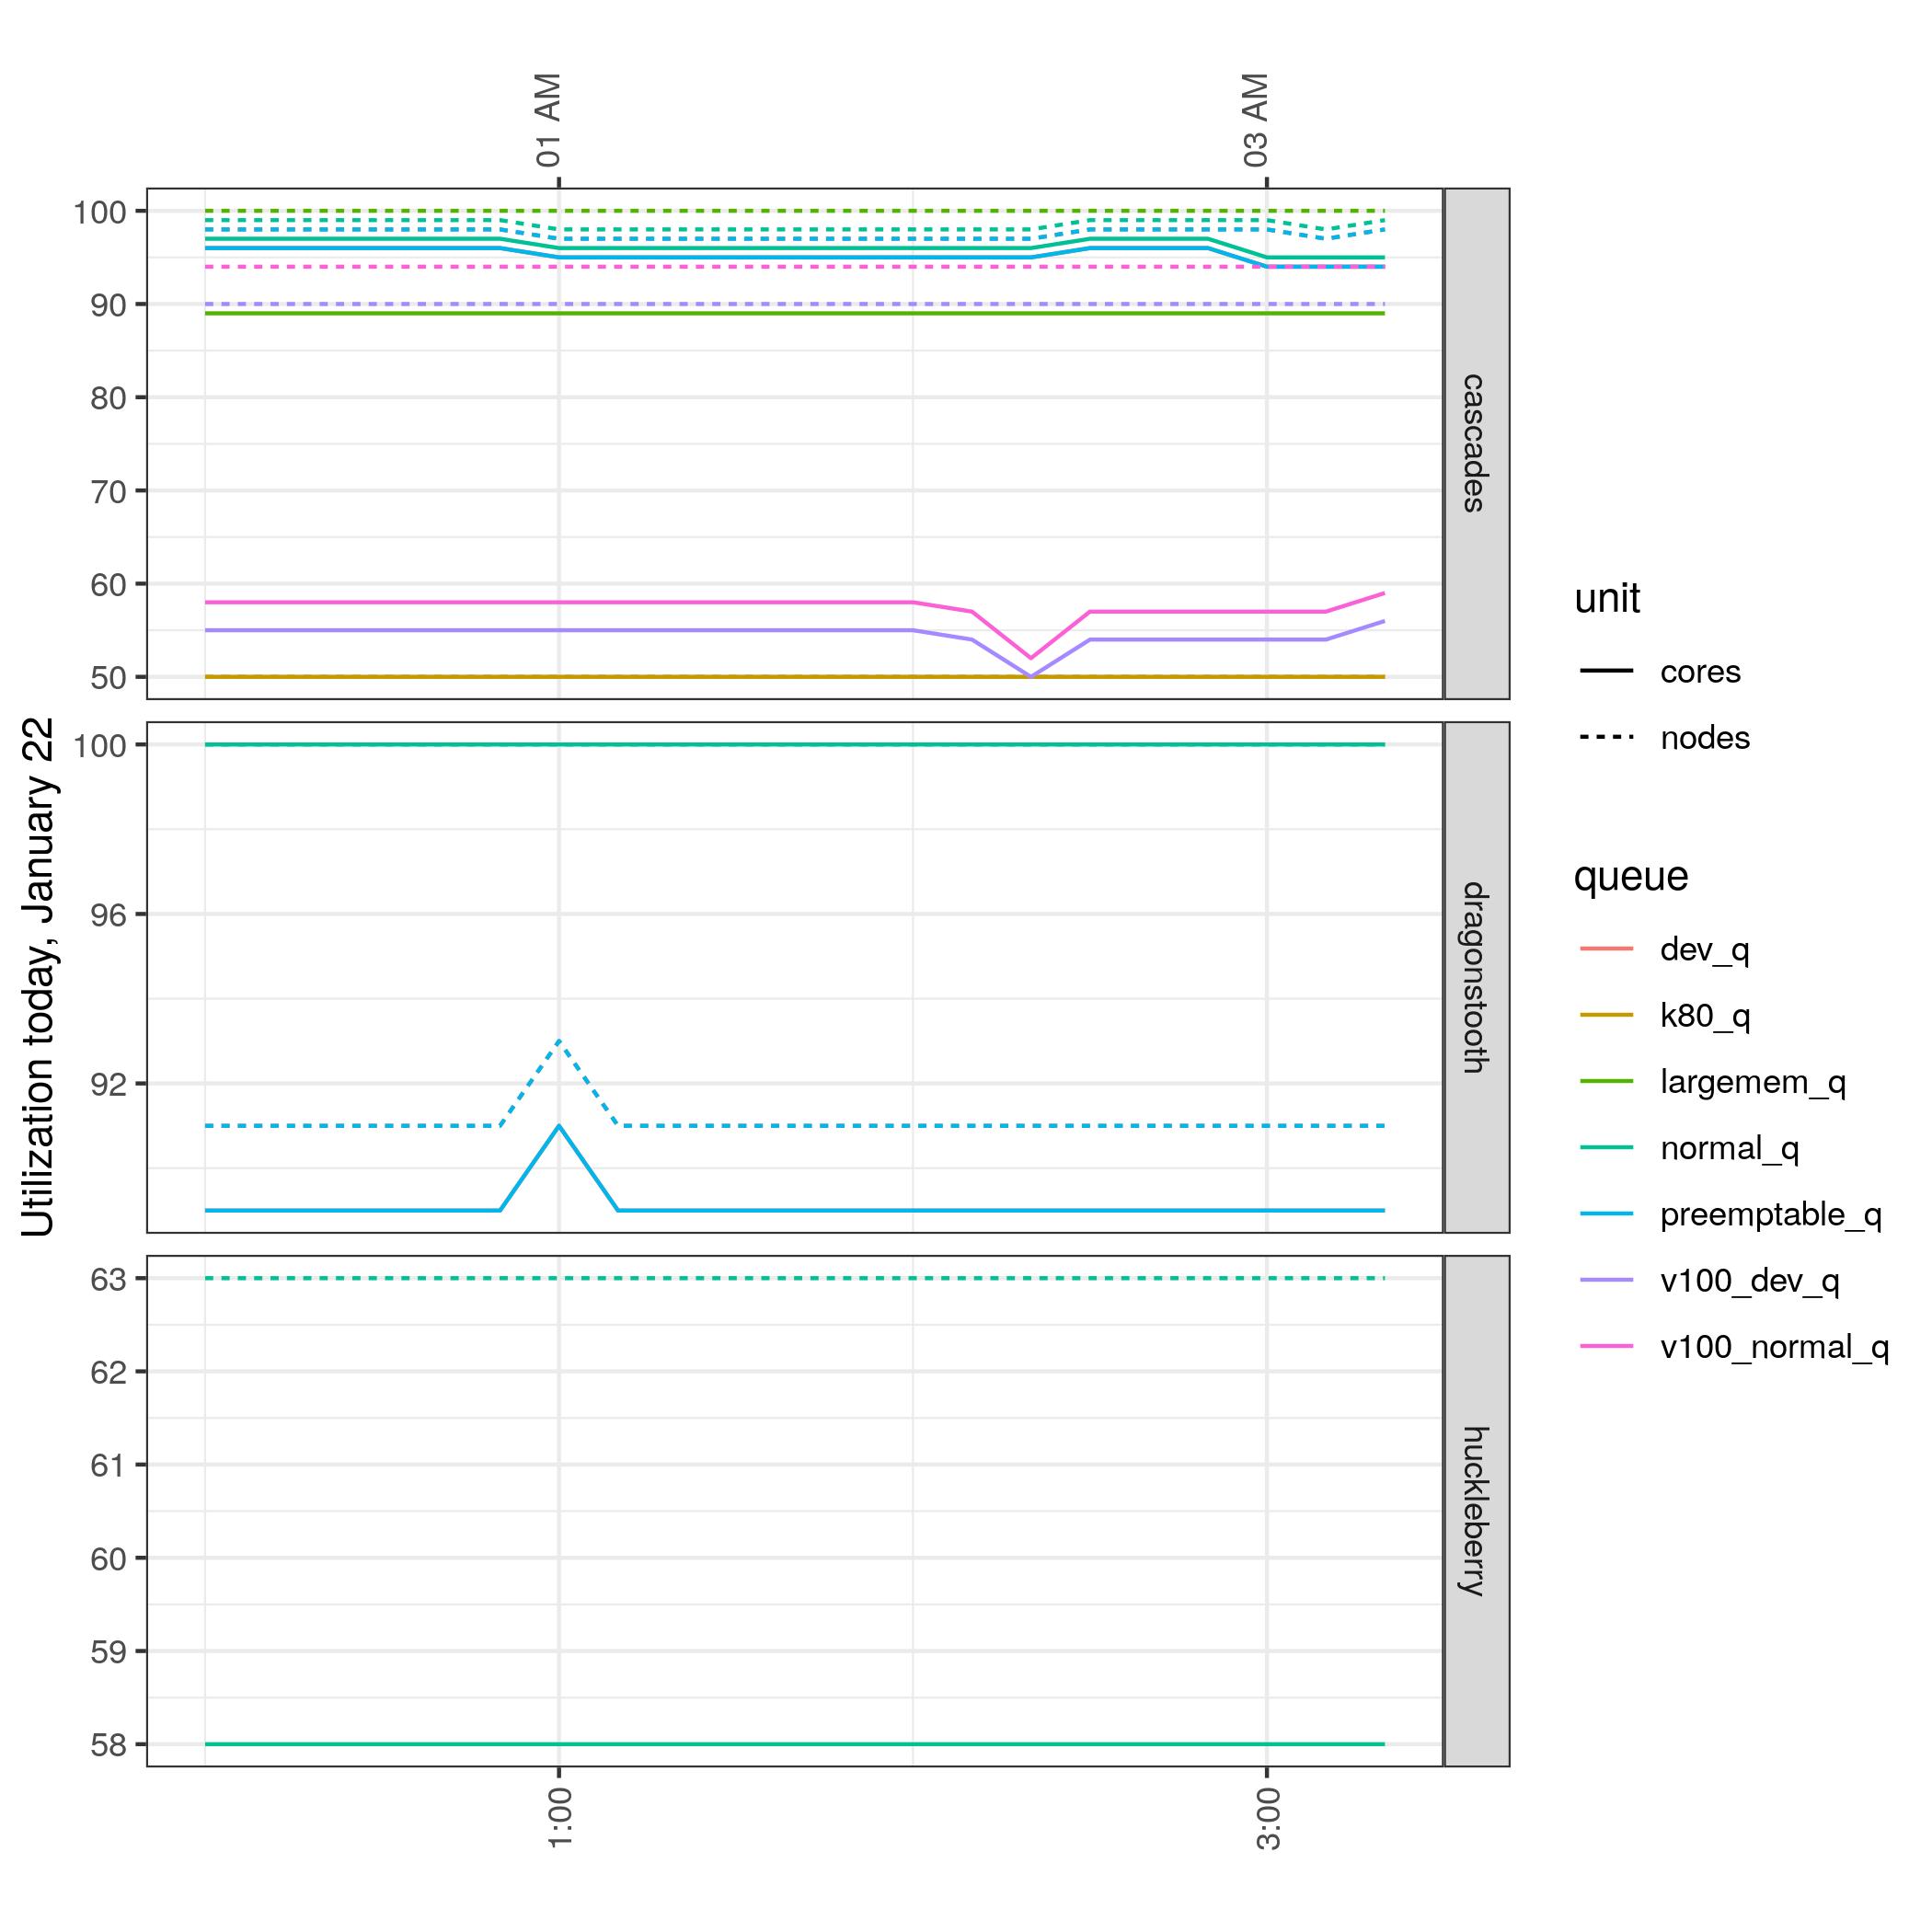 01 AM
03 AM
100
90
80
70
60
50
cascades
100
96
92
dragonstooth
63
62
61
60
59
58
huckleberry
1:00
3:00
Utilization today, January 22
unit
cores
nodes
queue
dev_q
k80_q
largemem_q
normal_q
preemptable_q
v100_dev_q
v100_normal_q